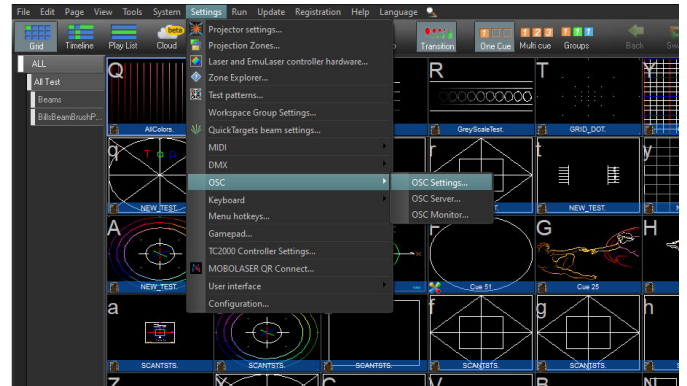 File Edit Page View Tools System Settings Run Update Registration Help Language
beta
Grid Timeline Play List Cloud Transition One Cue Multi cue Groups Back
ALL
All Test
Beams
BillsBeamBrushP...
Projector settings...
Projection Zones...
Laser and EmuLaser controller hardware...
Zone Explorer...
Test patterns...
Workspace Group Settings...
QuickTargets beam settings...
MIDI
DMX
OSC
Keyboard
Menu hotkeys...
Gamepad...
TC2000 Controller Settings...
MOBOLASER QR Connect...
User interface
Configuration...
OSC Settings...
OSC Server...
OSC Monitor...
Q R T Y
AllColors. GreyScaleTest. GRID_DOT.
q r t y
T O P
NEW_TEST. NEW_TEST.
A F G H
NEW_TEST. Cue 51 Cue 25
a f g h
SCANTSTS. SCANTSTS. SCANTSTS. SCANTSTS. SCANTSTS.
Z X C V B N